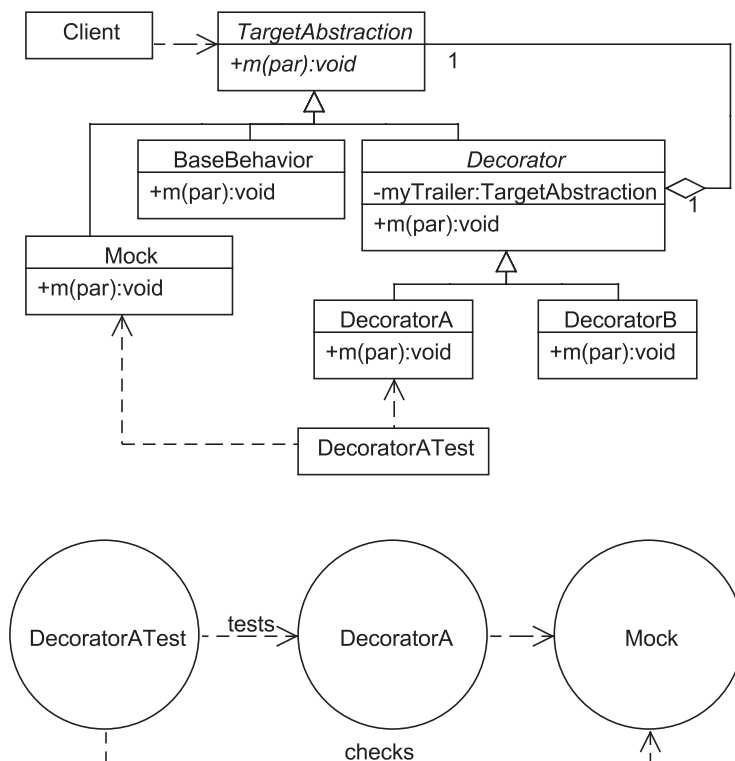 Client
TargetAbstraction
+m(par):void
1
BaseBehavior
+m(par):void
Decorator
-myTrailer:TargetAbstraction
+m(par):void
1
Mock
+m(par):void
DecoratorA
+m(par):void
DecoratorB
+m(par):void
DecoratorATest
DecoratorATest
tests
DecoratorA
Mock
checks